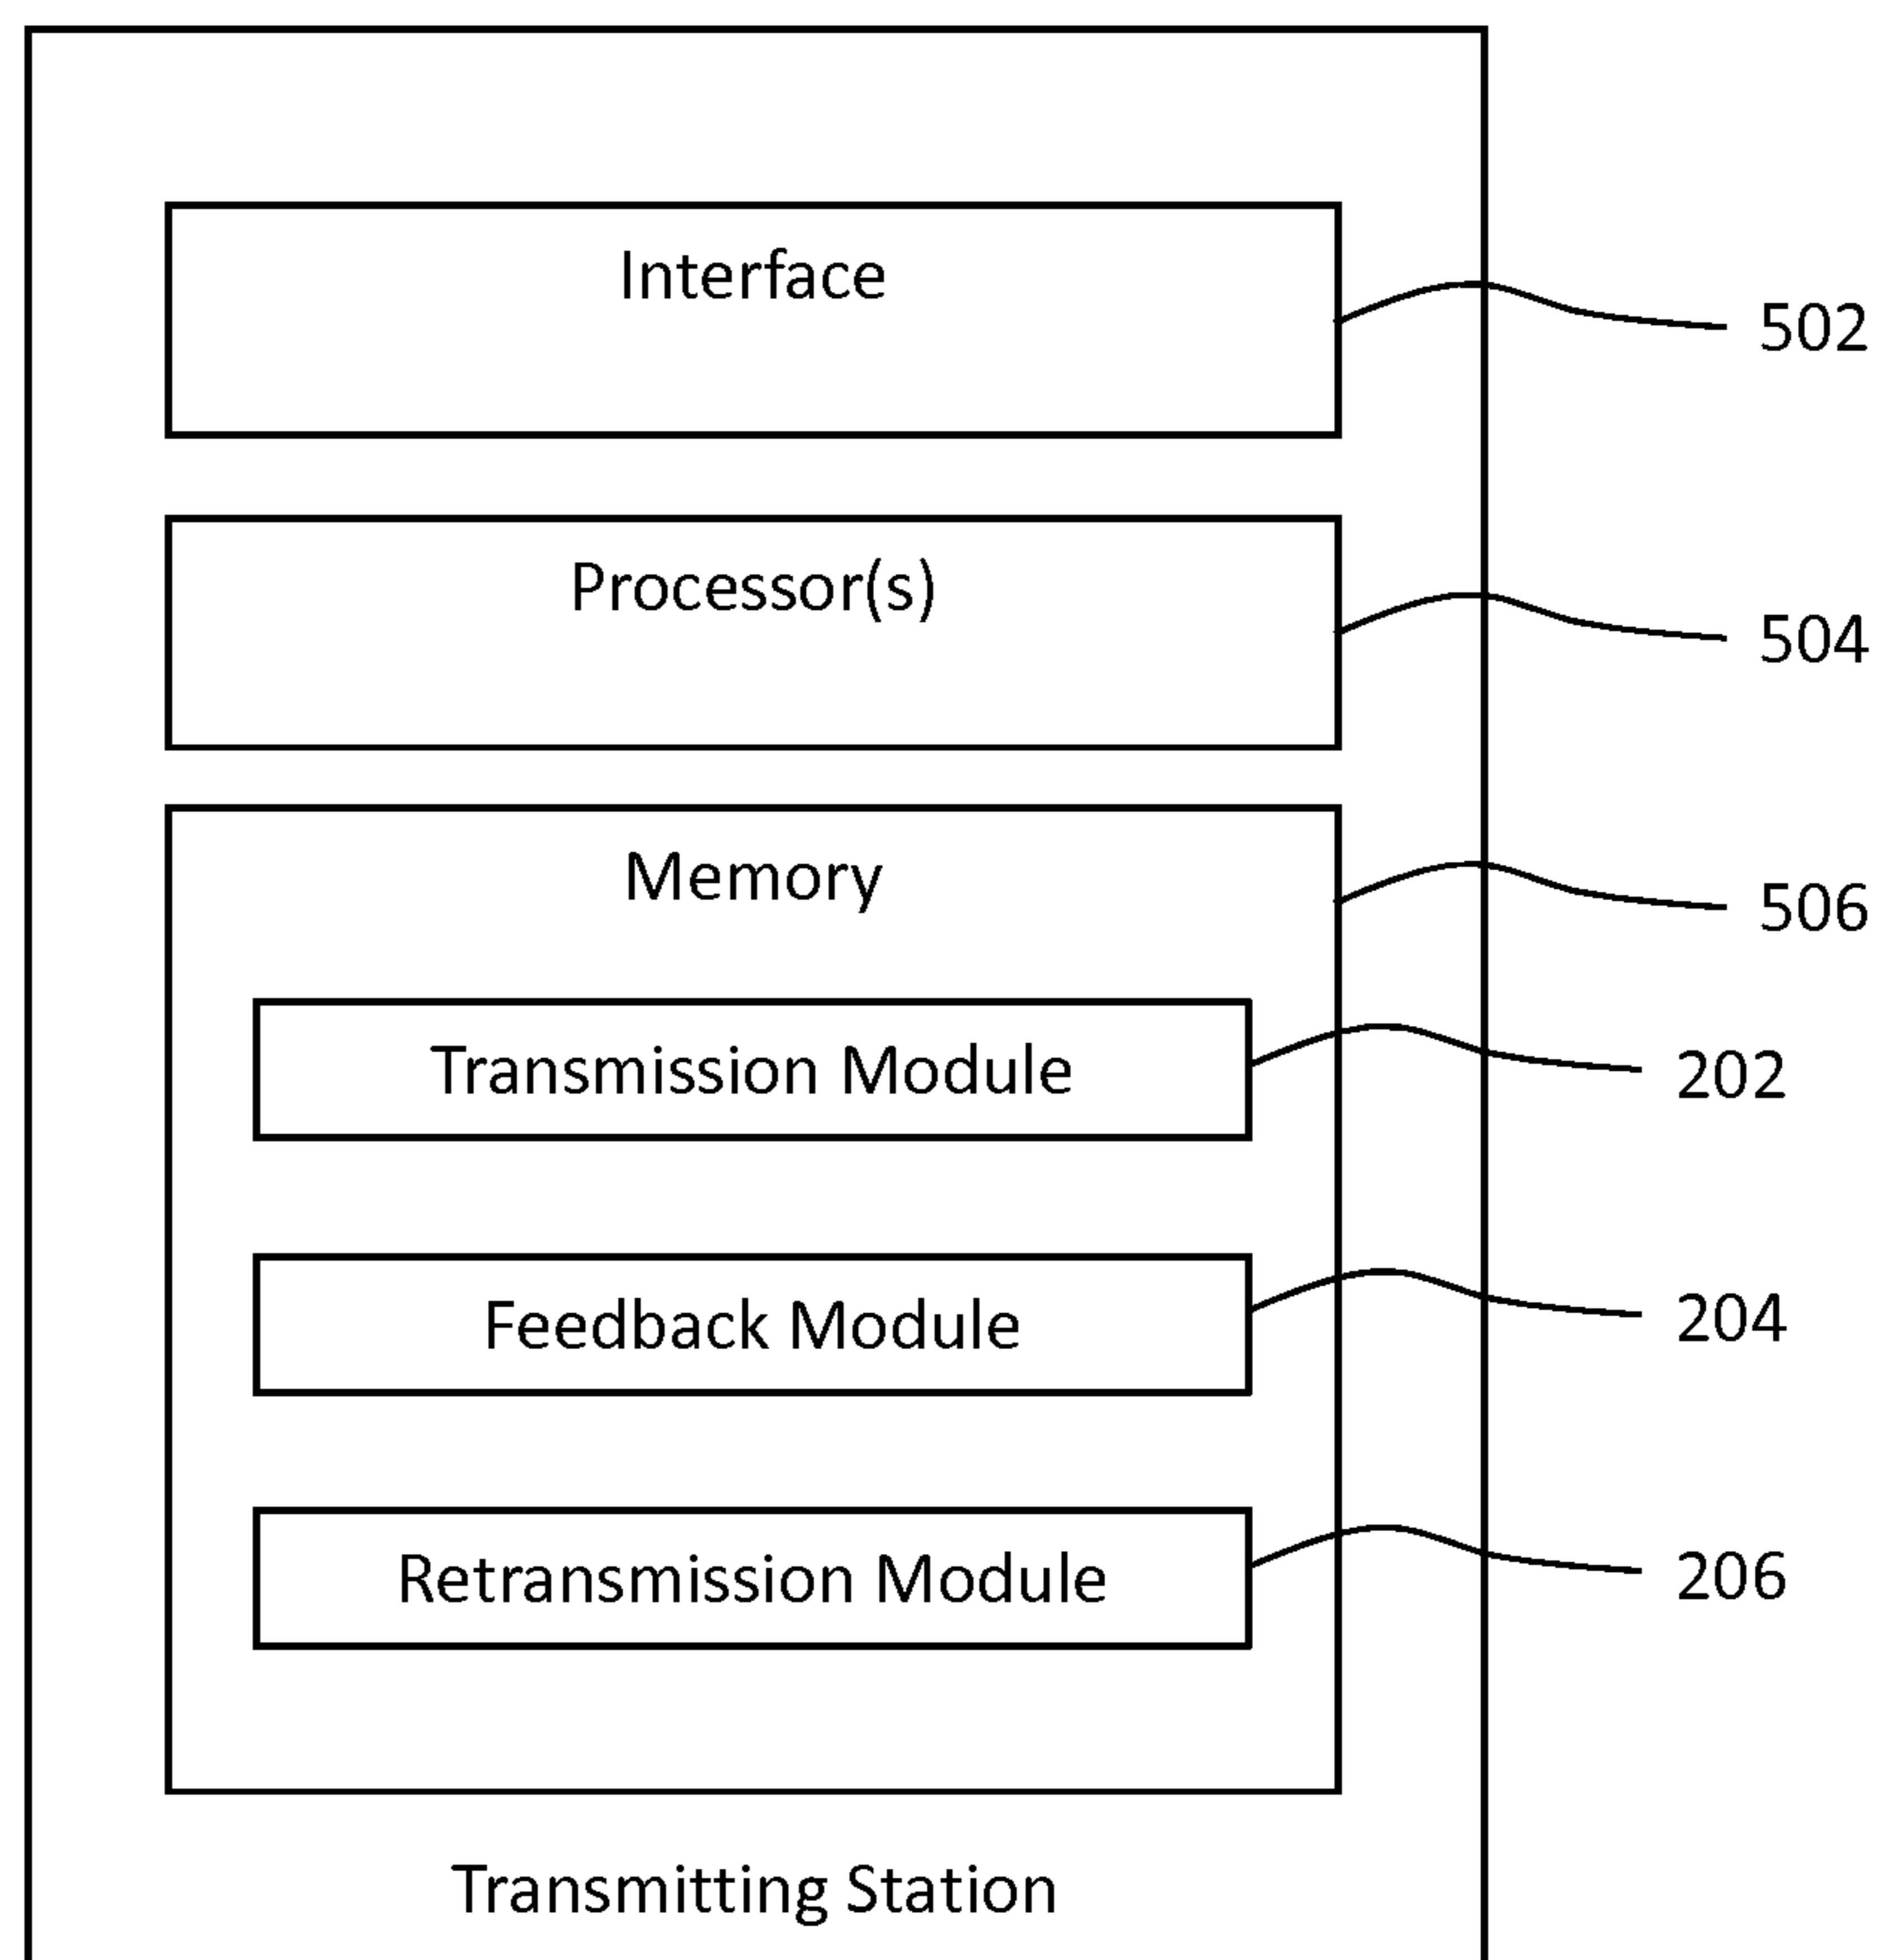 Interface
502
Processor(s)
504
Memory
506
Transmission Module
202
Feedback Module
204
Retransmission Module
206
Transmitting Station